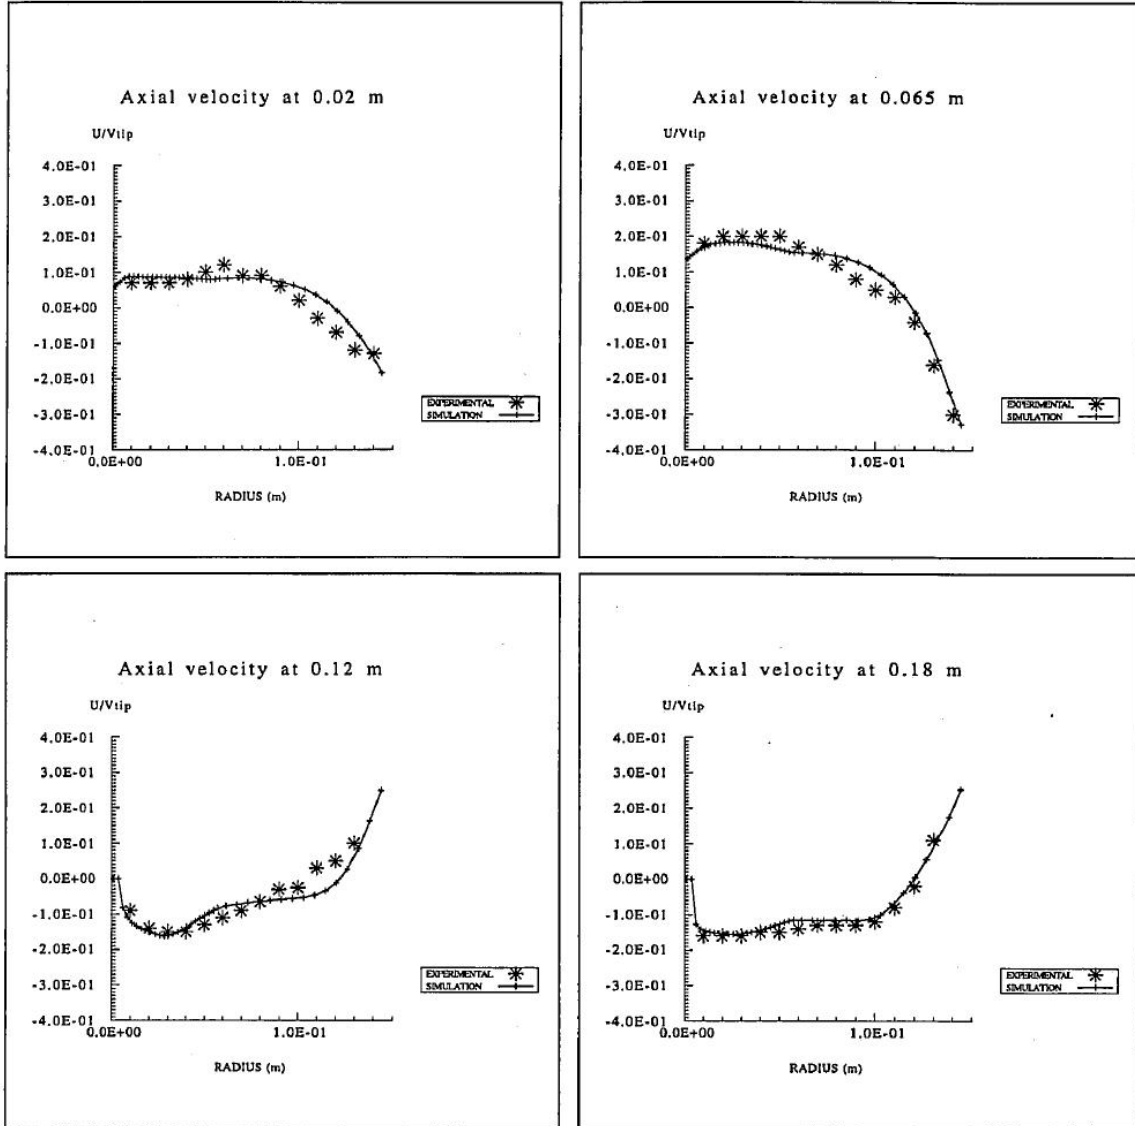 Axial velocity at 0.02 m
U/Vtip
4.0E-01
3.0E-01
2.0E-01
1.0E-01
0.0E+00
-1.0E-01
-2.0E-01
-3.0E-01
-4.0E-01
0.0E+00 1.0E-01
EXPERIMENTAL
SIMULATION
RADIUS (m)
Axial velocity at 0.065 m
U/Vtip
4.0E-01
3.0E-01
2.0E-01
1.0E-01
0.0E+00
-1.0E-01
-2.0E-01
-3.0E-01
-4.0E-01
0.0E+00 1.0E-01
EXPERIMENTAL
SIMULATION
RADIUS (m)
Axial velocity at 0.12 m
U/Vtip
4.0E-01
3.0E-01
2.0E-01
1.0E-01
0.0E+00
-1.0E-01
-2.0E-01
-3.0E-01
-4.0E-01
0.0E+00 1.0E-01
EXPERIMENTAL
SIMULATION
RADIUS (m)
Axial velocity at 0.18 m
U/Vtip
4.0E-01
3.0E-01
2.0E-01
1.0E-01
0.0E+00
-1.0E-01
-2.0E-01
-3.0E-01
-4.0E-01
0.0E+00 1.0E-01
EXPERIMENTAL
SIMULATION
RADIUS (m)